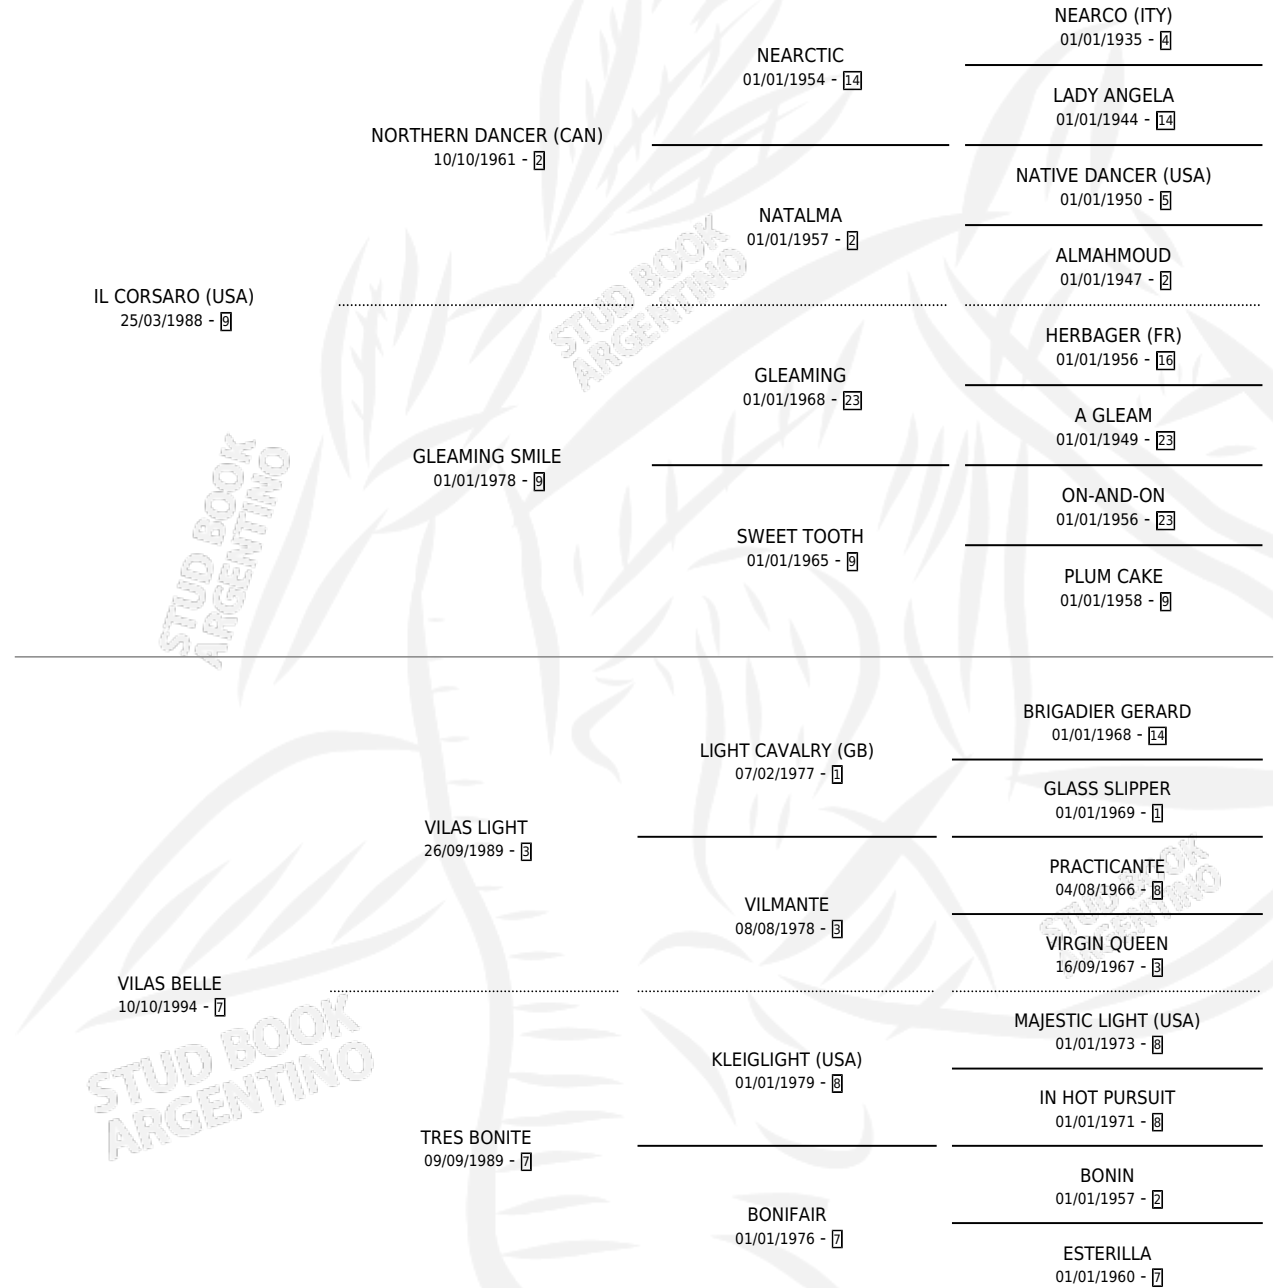 NEARCO (ITY)
01/01/1935 - 4
NEARCTIC
01/01/1954 - 14
LADY ANGELA
01/01/1944 - 14
NORTHERN DANCER (CAN)
10/10/1961 - 2
NATIVE DANCER (USA)
01/01/1950 - 5
NATALMA
01/01/1957 - 2
ALMAHMOUD
01/01/1947 - 2
IL CORSARO (USA)
25/03/1988 - 9
STUD BOOK
ARGENTINO
HERBAGER (FR)
01/01/1956 - 16
GLEAMING
01/01/1968 - 23
A GLEAM
01/01/1949 - 23
GLEAMING SMILE
01/01/1978 - 9
ON-AND-ON
01/01/1956 - 23
SWEET TOOTH
01/01/1965 - 9
PLUM CAKE
01/01/1958 - 9
STUD BOOK
ARGENTINO
BRIGADIER GERARD
01/01/1968 - 14
LIGHT CAVALRY (GB)
07/02/1977 - 1
GLASS SLIPPER
01/01/1969 - 1
VILAS LIGHT
26/09/1989 - 3
PRACTICANTE
04/08/1966 - 8
VILMANTE
08/08/1978 - 3
STUD BOOK
ARGENTINO
VIRGIN QUEEN
16/09/1967 - 3
VILAS BELLE
10/10/1994 - 7
MAJESTIC LIGHT (USA)
01/01/1973 - 8
KLEIGLIGHT (USA)
01/01/1979 - 8
IN HOT PURSUIT
01/01/1971 - 8
STUD BOOK
ARGENTINO
TRES BONITE
09/09/1989 - 7
BONIN
01/01/1957 - 2
BONIFAIR
01/01/1976 - 7
ESTERILLA
01/01/1960 - 7